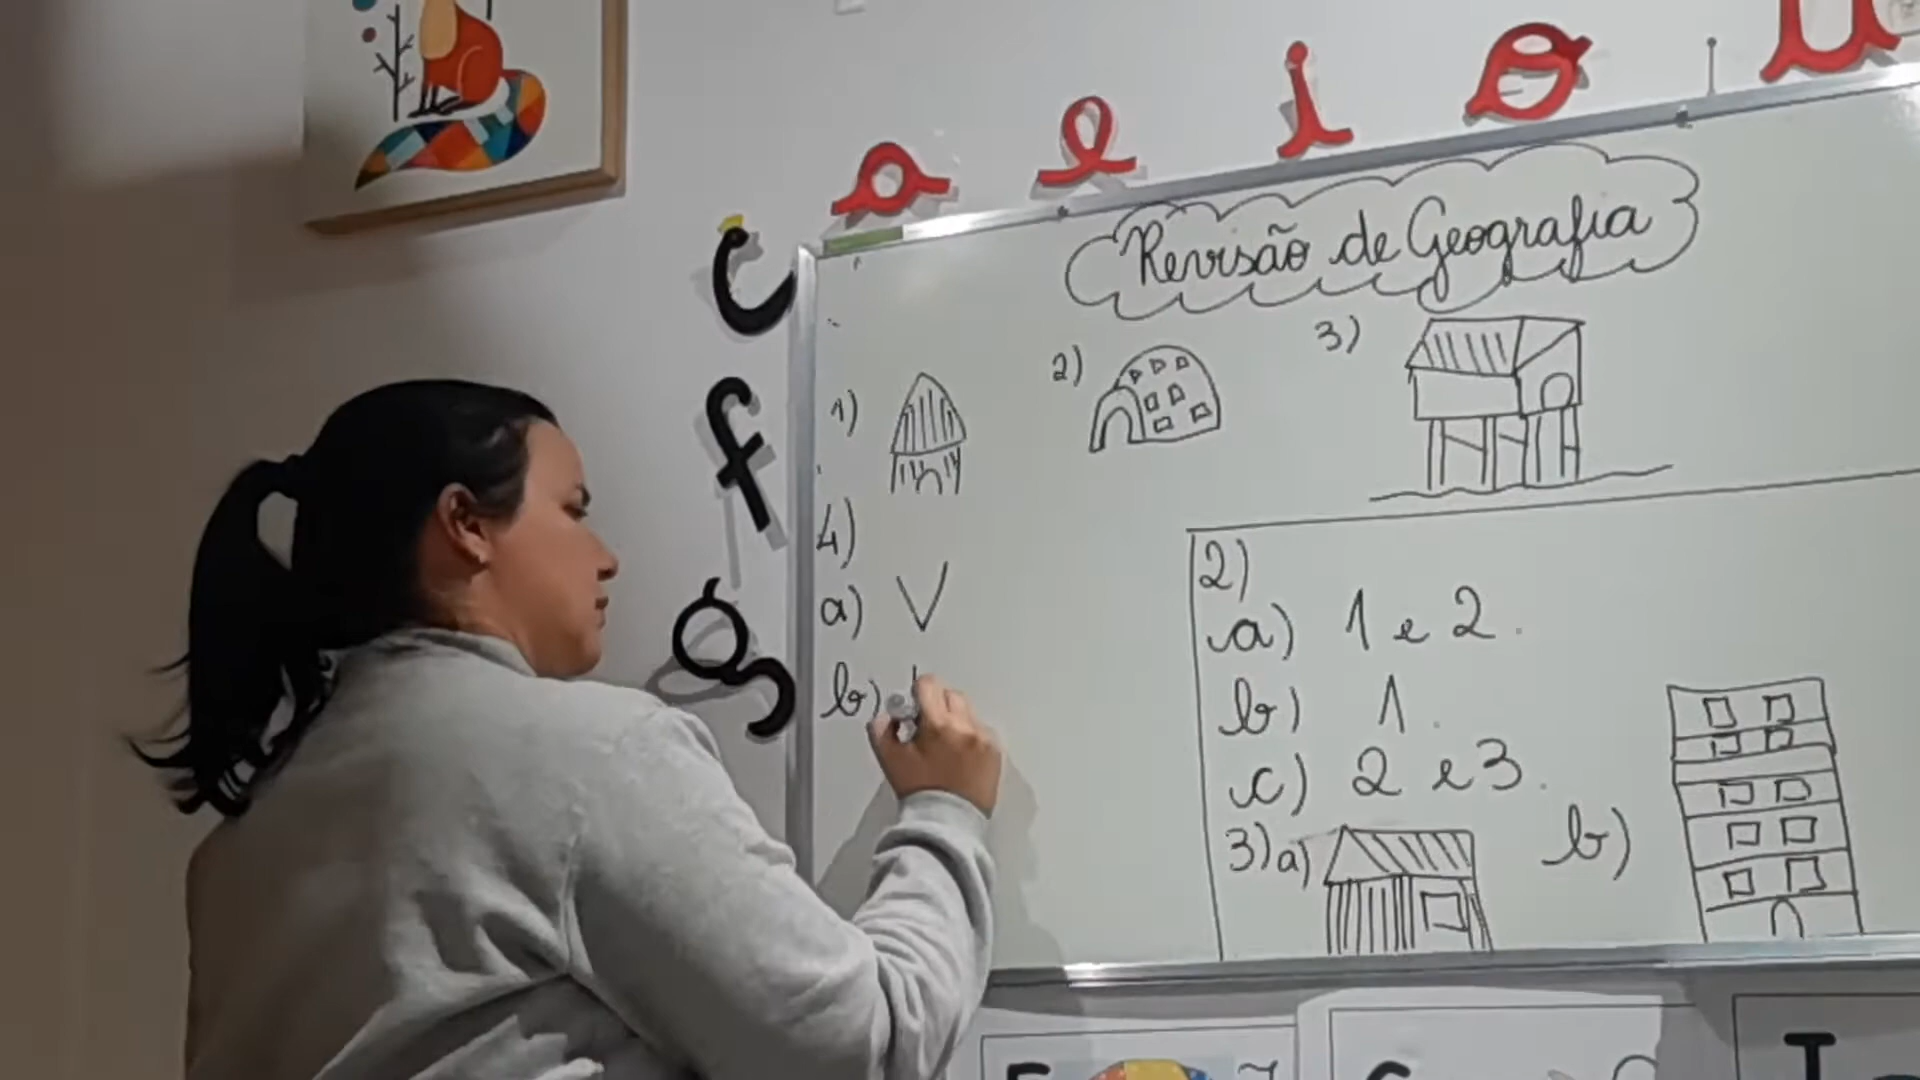 a e i o u
c
f
g
Revisão de Geografia
1)
2)
3)
4)
a) V
b)
2)
a) 1 e 2.
b) 1.
c) 2 e 3.
3) a)
b)